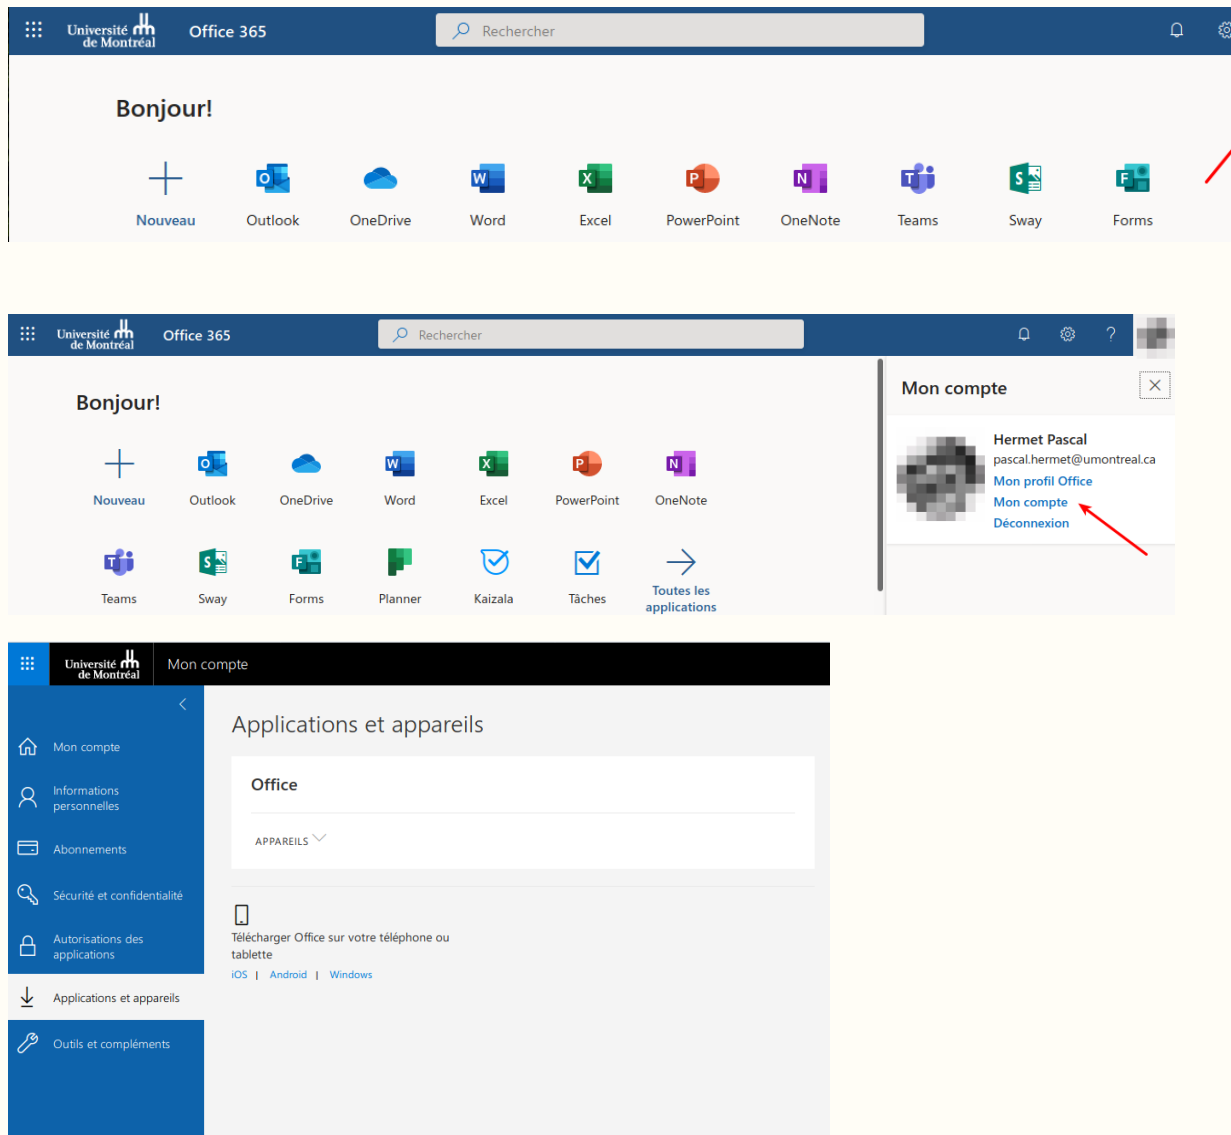 Université de Montréal
Office 365
Rechercher
Bonjour!
Nouveau
Outlook
OneDrive
Word
Excel
PowerPoint
OneNote
Teams
Sway
Forms
Université de Montréal
Office 365
Rechercher
?
Bonjour!
Nouveau
Outlook
OneDrive
Word
Excel
PowerPoint
OneNote
Teams
Sway
Forms
Planner
Kaizala
Tâches
Toutes les
applications
Mon compte
Hermet Pascal
pascal.hermet@umontreal.ca
Mon profil Office
Mon compte
Déconnexion
Université de Montréal
Mon compte
Mon compte
Informations
personnelles
Abonnements
Sécurité et confidentialité
Autorisations des
applications
Applications et appareils
Outils et compléments
Applications et appareils
Office
APPAREILS
Télécharger Office sur votre téléphone ou
tablette
iOS | Android | Windows